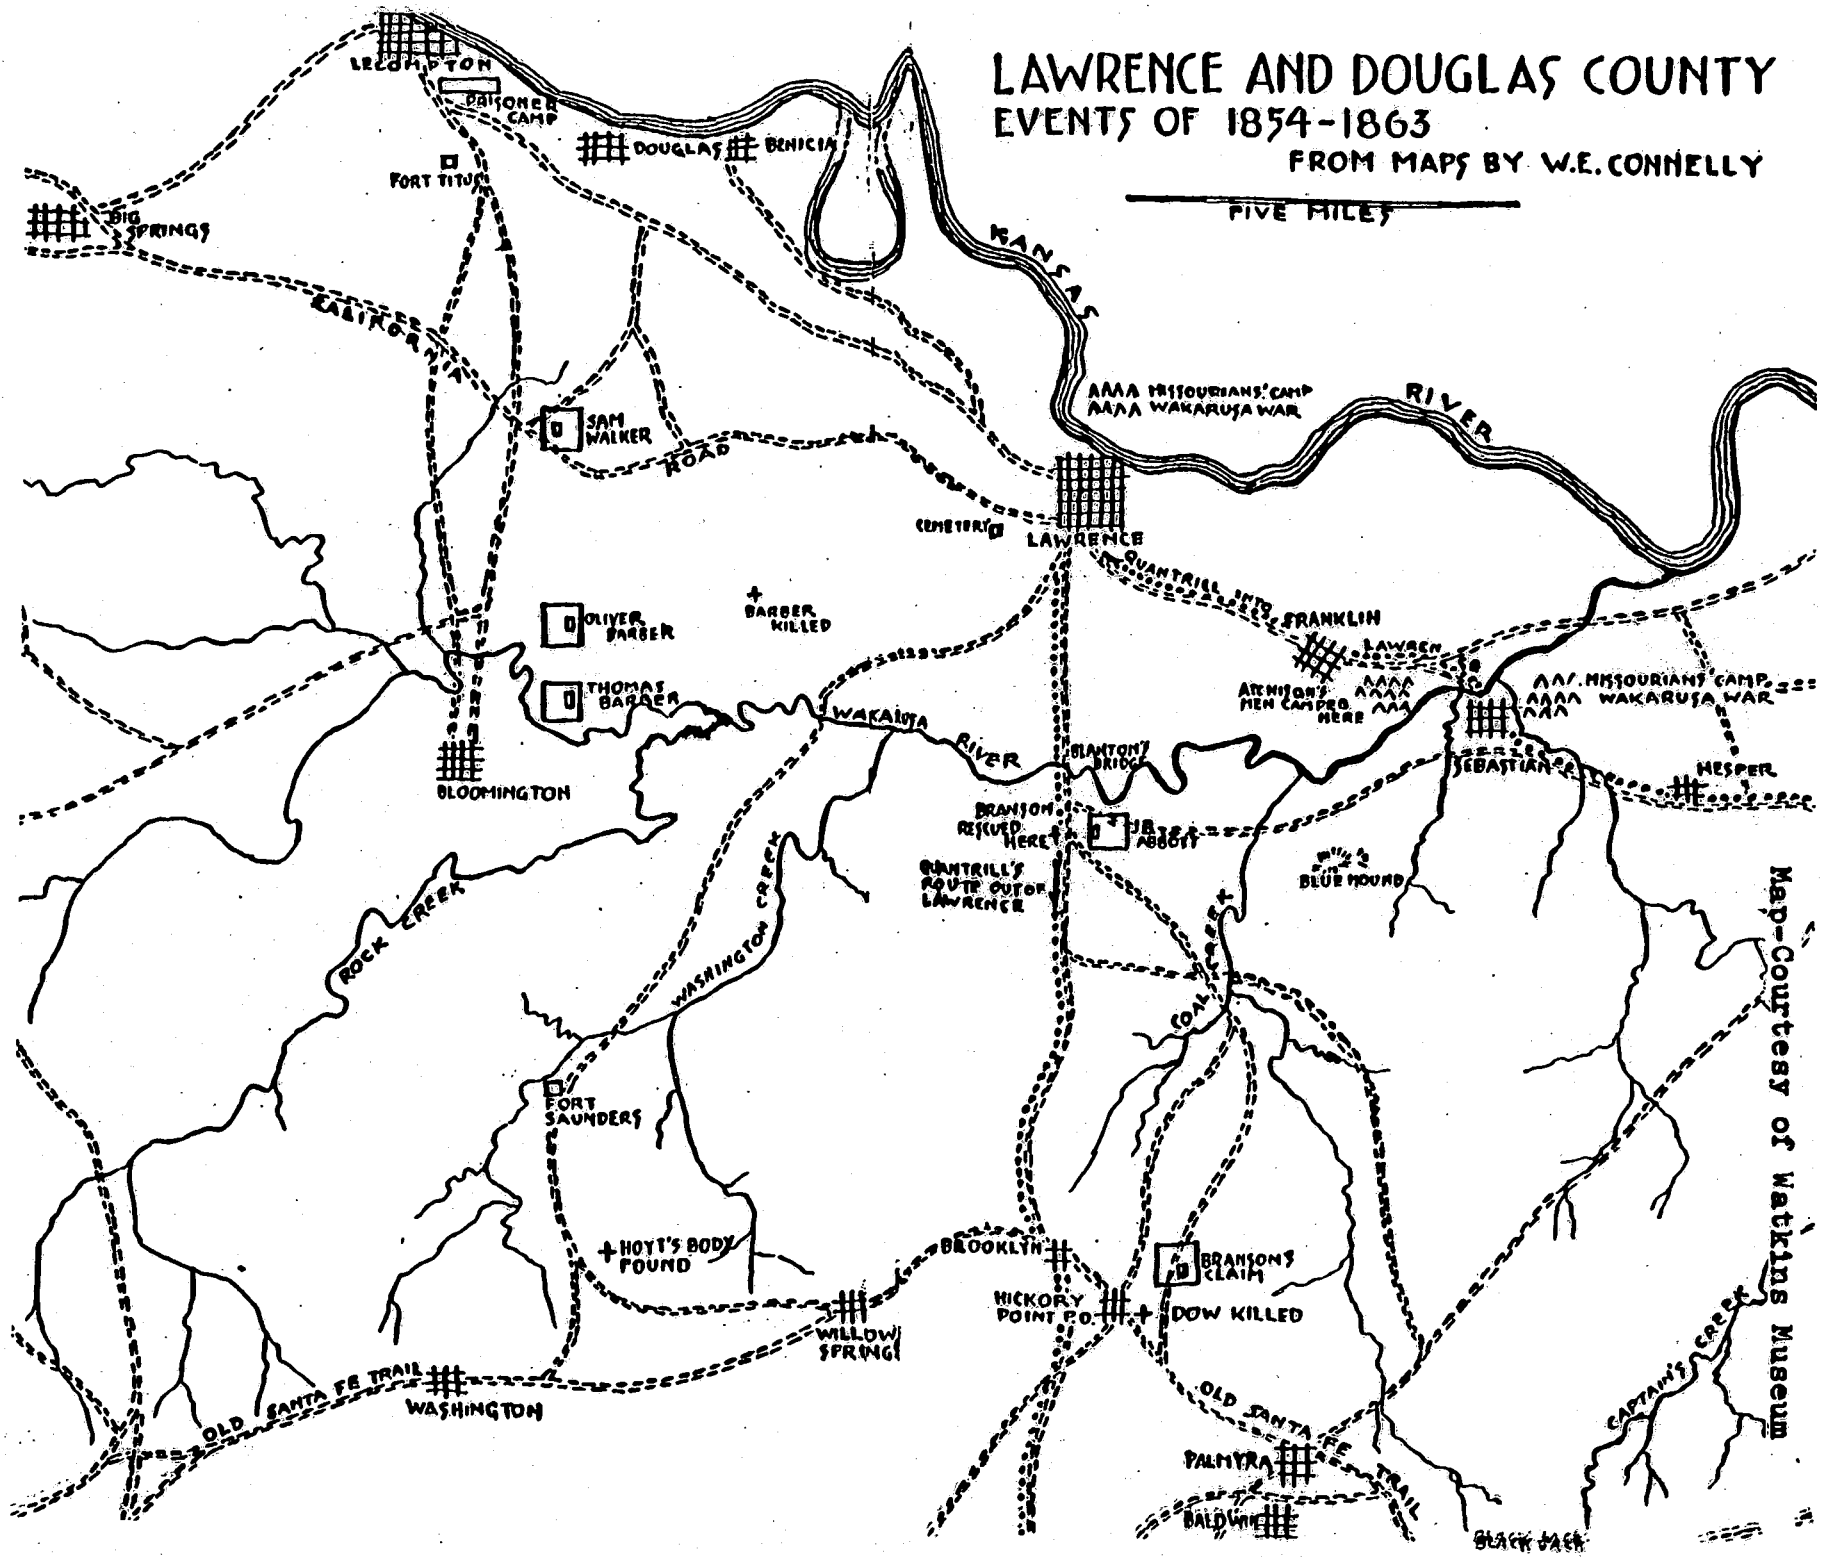 LAWRENCE AND DOUGLAS COUNTY
EVENTS OF 1854-1863
FROM MAPS BY W.E. CONNELLY
FIVE MILES
LECOMPTON
PRISONER
CAMP
DOUGLAS
BENICIA
FORT TITUS
BIG
SPRINGS
KANSAS
RIVER
KALIFORNIA
ROAD
MISSOURIANS' CAMP
WAKARUSA WAR
SAM
WALKER
CEMETERY
LAWRENCE
QUANTRILL INTO
FRANKLIN
LAWREN
OLIVER
BARBER
BARBER
KILLED
THOMAS
BARBER
ATCHISON'S
MEN CAMPED
HERE
MISSOURIANS' CAMP
WAKARUSA WAR
WAKARUSA
RIVER
BLANTON'S
BRIDGE
SEBASTIAN
HESPER
BLOOMINGTON
BRANSON
RESCUED
HERE
J.B.
ABBOTT
QUANTRILL'S
ROUTE OUT OF
LAWRENCE
BLUE MOUND
ROCK CREEK
WASHINGTON CREEK
COAL CREEK
FORT
SAUNDERS
HOYT'S BODY
FOUND
BROOKLYN
BRANSON'S
CLAIM
HICKORY
POINT P.O.
DOW KILLED
WILLOW
SPRING
OLD SANTA FE TRAIL
WASHINGTON
OLD SANTA FE TRAIL
PALMYRA
BALDWIN
BLACK JACK
CAPTAIN'S CREEK
Map-Courtesy of Watkins Museum